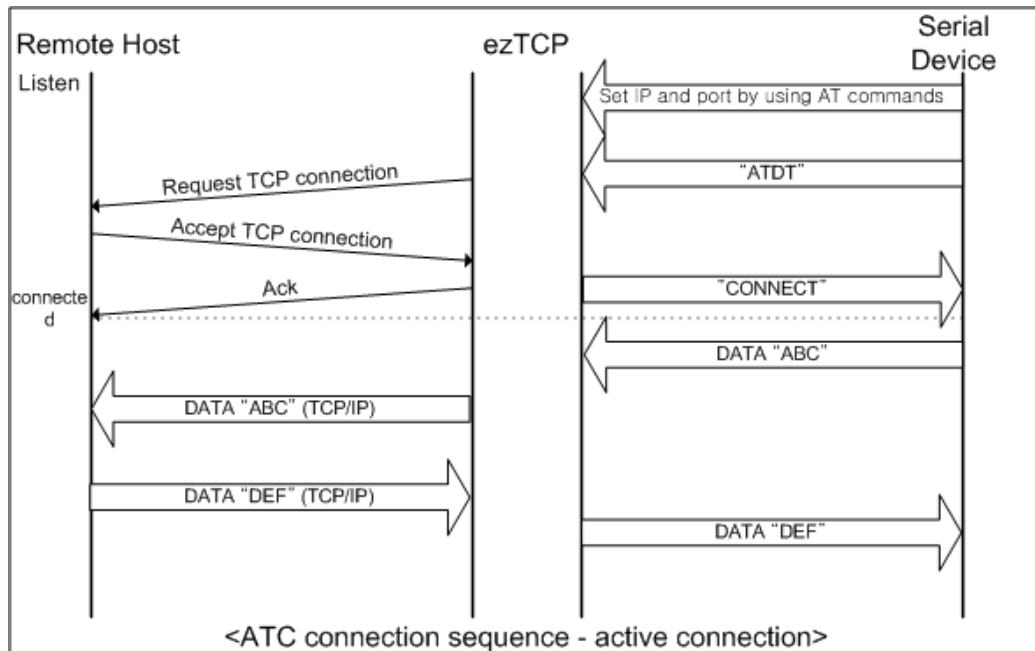 Remote Host
ezTCP
Serial
Device
Listen
Set IP and port by using AT commands
“ATDT”
Request TCP connection
Accept TCP connection
Ack
“CONNECT”
connecte
d
DATA “ABC”
DATA “ABC” (TCP/IP)
DATA “DEF” (TCP/IP)
DATA “DEF”
<ATC connection sequence - active connection>